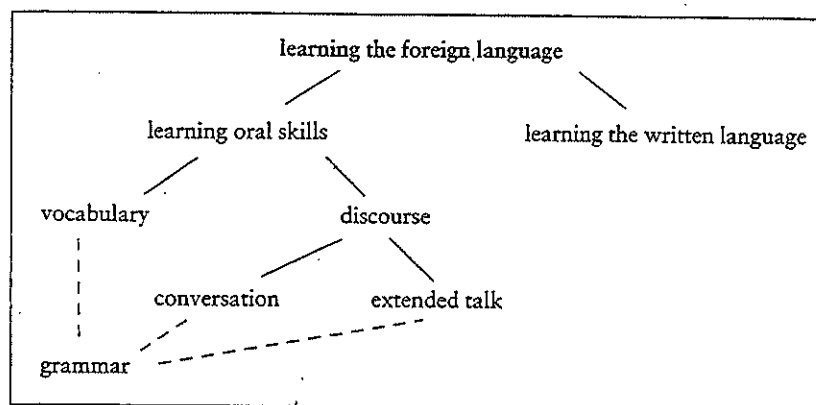 learning the foreign language
learning oral skills
learning the written language
vocabulary
discourse
conversation
extended talk
grammar